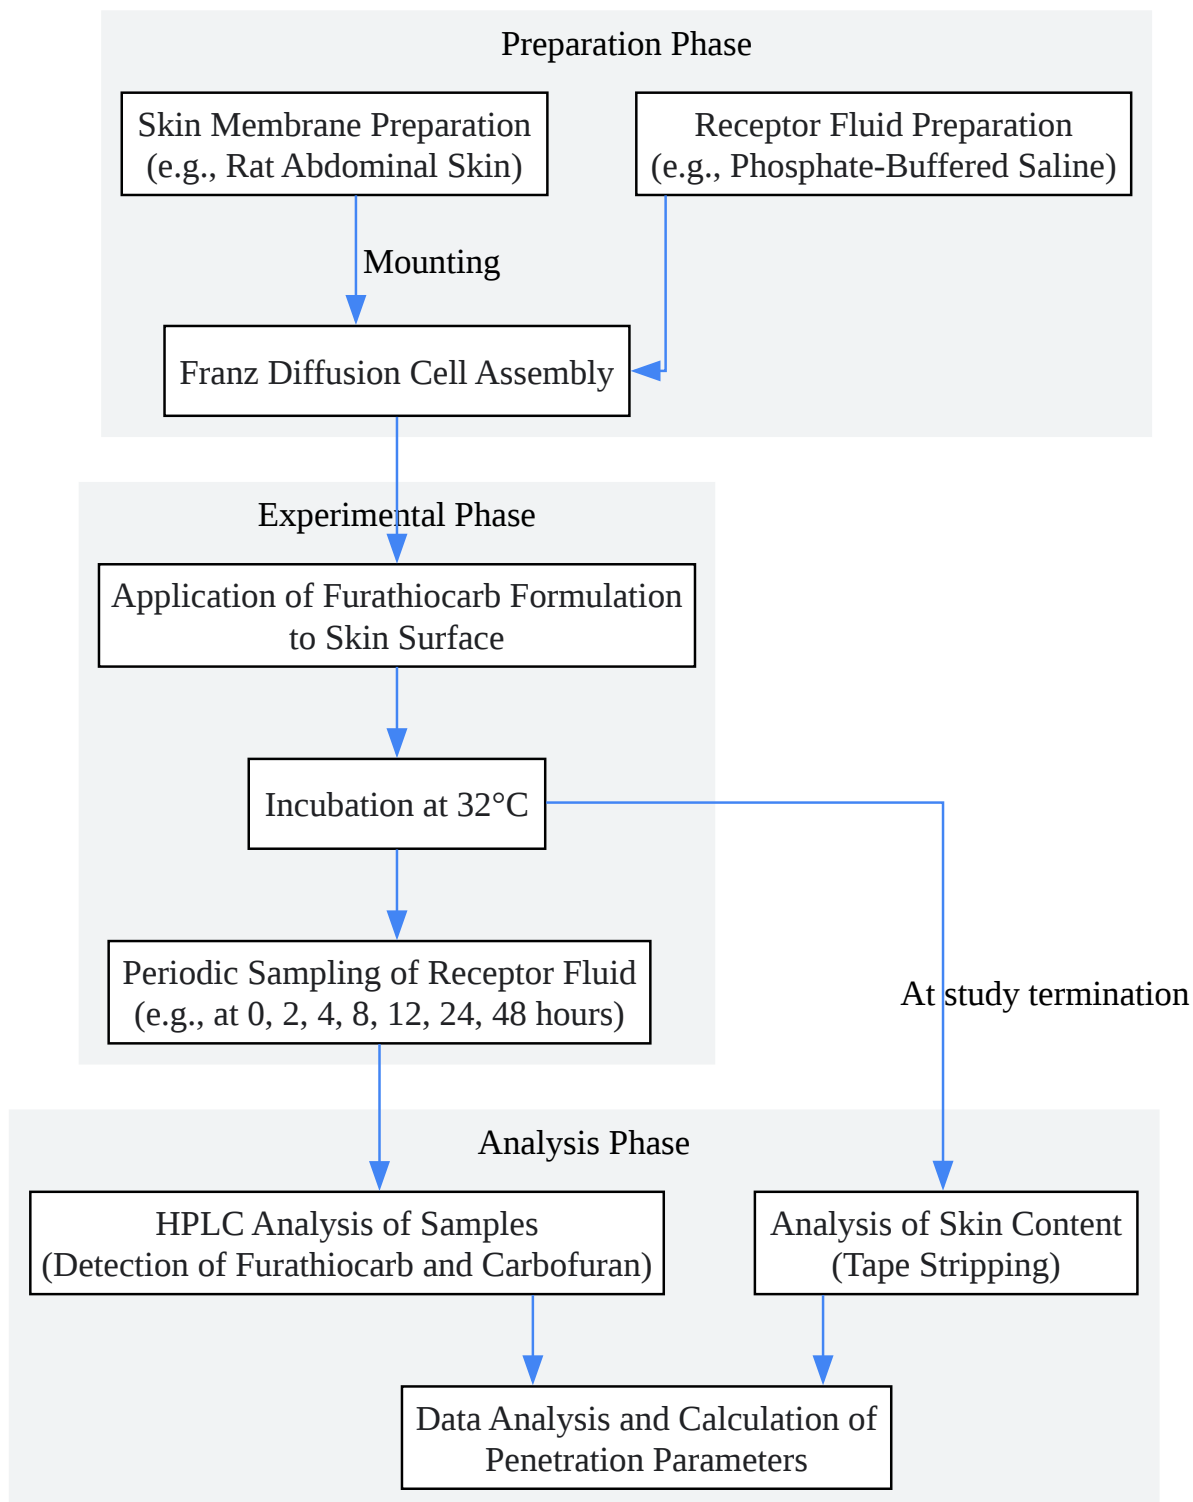 Preparation Phase
Skin Membrane Preparation
(e.g., Rat Abdominal Skin)
Receptor Fluid Preparation
(e.g., Phosphate-Buffered Saline)
Mounting
Franz Diffusion Cell Assembly
Experimental Phase
Application of Furathiocarb Formulation
to Skin Surface
Incubation at 32°C
Periodic Sampling of Receptor Fluid
(e.g., at 0, 2, 4, 8, 12, 24, 48 hours)
At study termination
Analysis Phase
HPLC Analysis of Samples
(Detection of Furathiocarb and Carbofuran)
Analysis of Skin Content
(Tape Stripping)
Data Analysis and Calculation of
Penetration Parameters